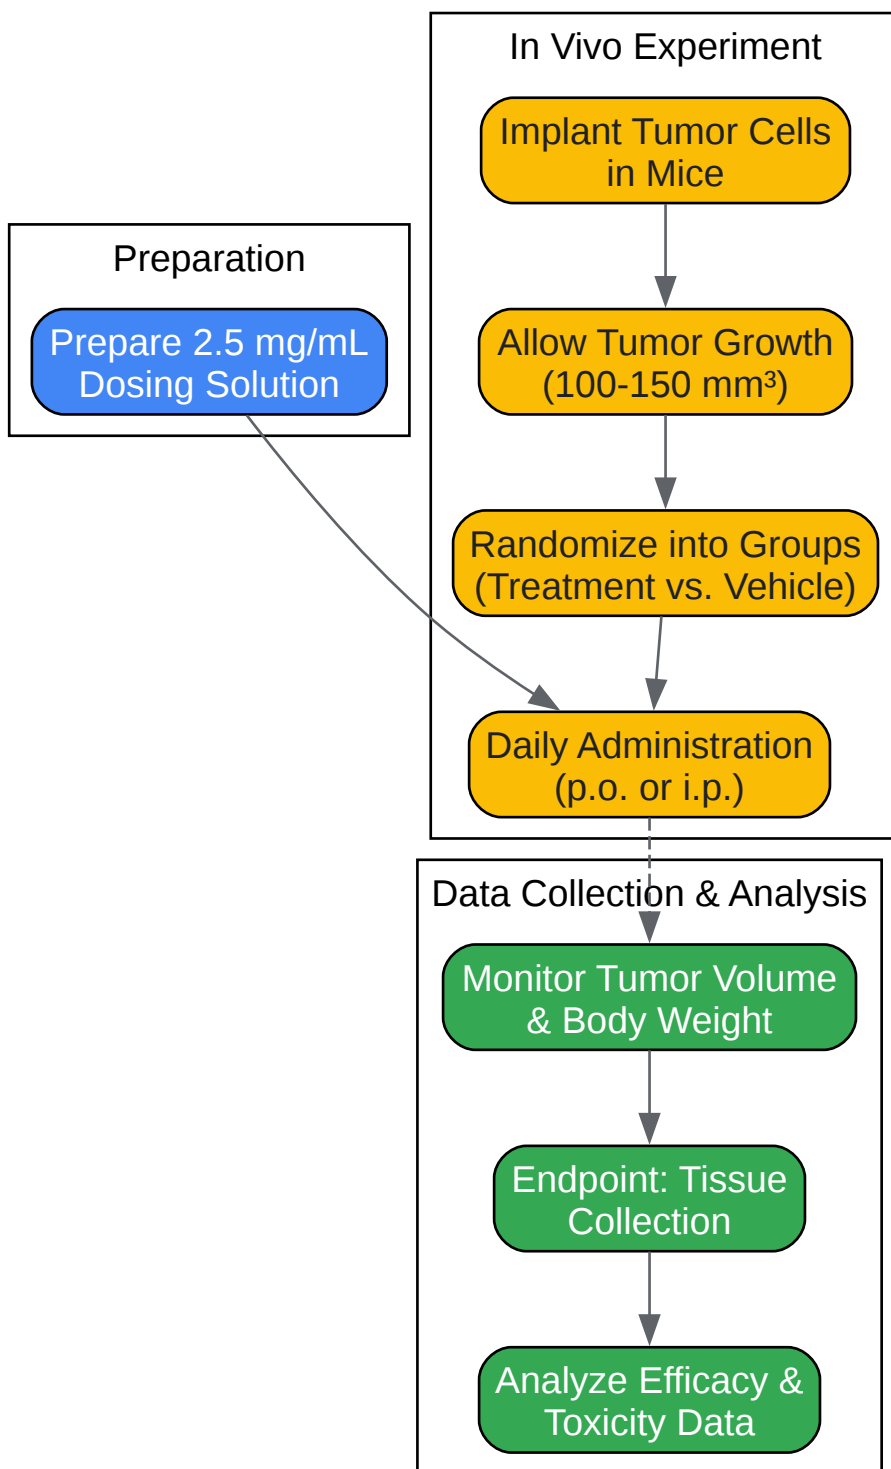 In Vivo Experiment
Implant Tumor Cells
in Mice
Preparation
Prepare 2.5 mg/mL
Dosing Solution
Allow Tumor Growth
(100-150 mm³)
Randomize into Groups
(Treatment vs. Vehicle)
Daily Administration
(p.o. or i.p.)
Data Collection & Analysis
Monitor Tumor Volume
& Body Weight
Endpoint: Tissue
Collection
Analyze Efficacy &
Toxicity Data